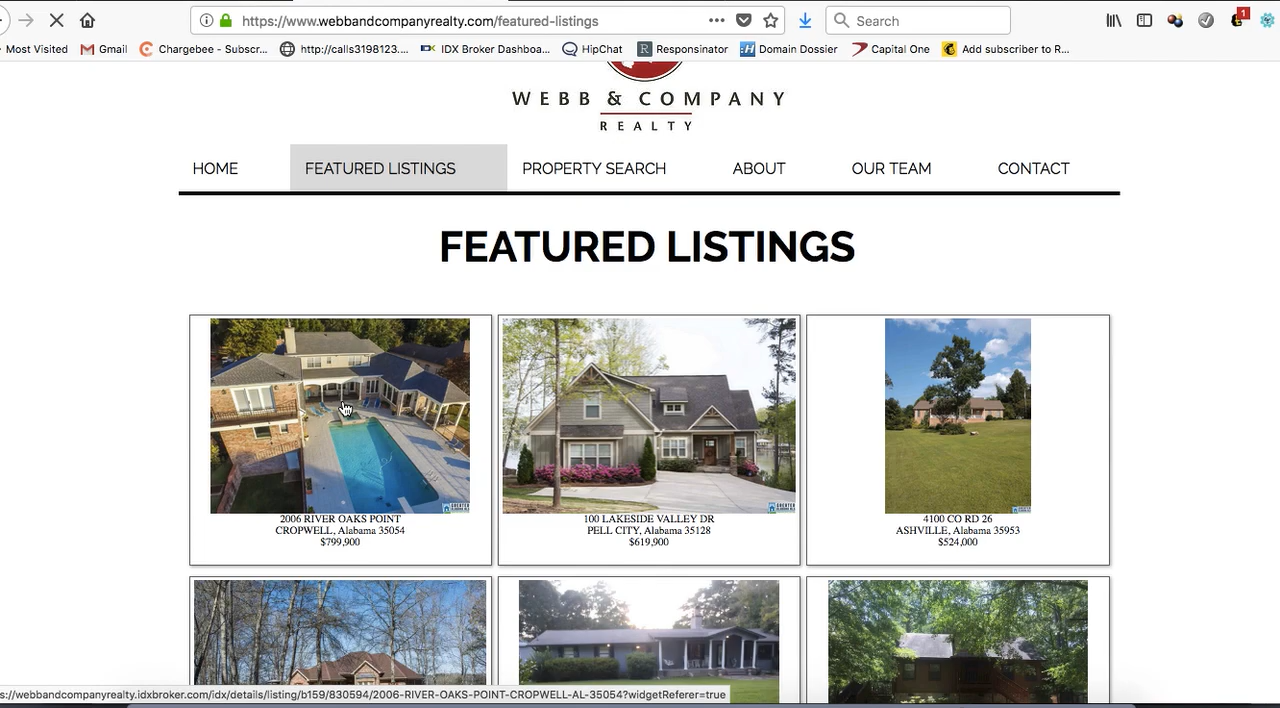 https://www.webbandcompanyrealty.com/featured-listings
Search
1
Most Visited
Gmail
Chargebee - Subscr...
http://calls3198123....
IDX Broker Dashboa...
HipChat
Responsinator
Domain Dossier
Capital One
Add subscriber to R...
WEBB & COMPANY
REALTY
HOME
FEATURED LISTINGS
PROPERTY SEARCH
ABOUT
OUR TEAM
CONTACT
FEATURED LISTINGS
2006 RIVER OAKS POINT
CROPWELL, Alabama 35054
$799,900
100 LAKESIDE VALLEY DR
PELL CITY, Alabama 35128
$619,900
4100 CO RD 26
ASHVILLE, Alabama 35953
$524,000
s://webbandcompanyrealty.idxbroker.com/idx/details/listing/b159/830594/2006-RIVER-OAKS-POINT-CROPWELL-AL-35054?widgetReferer=true